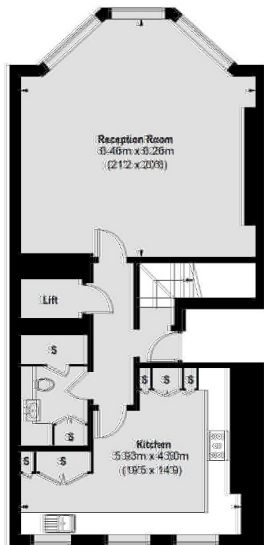 Reception Room
6.46m x 6.26m
(21'2 x 20'6)
Lift
S
S S S
S
S S
Kitchen
5.93m x 4.50m
(19'5 x 14'9)